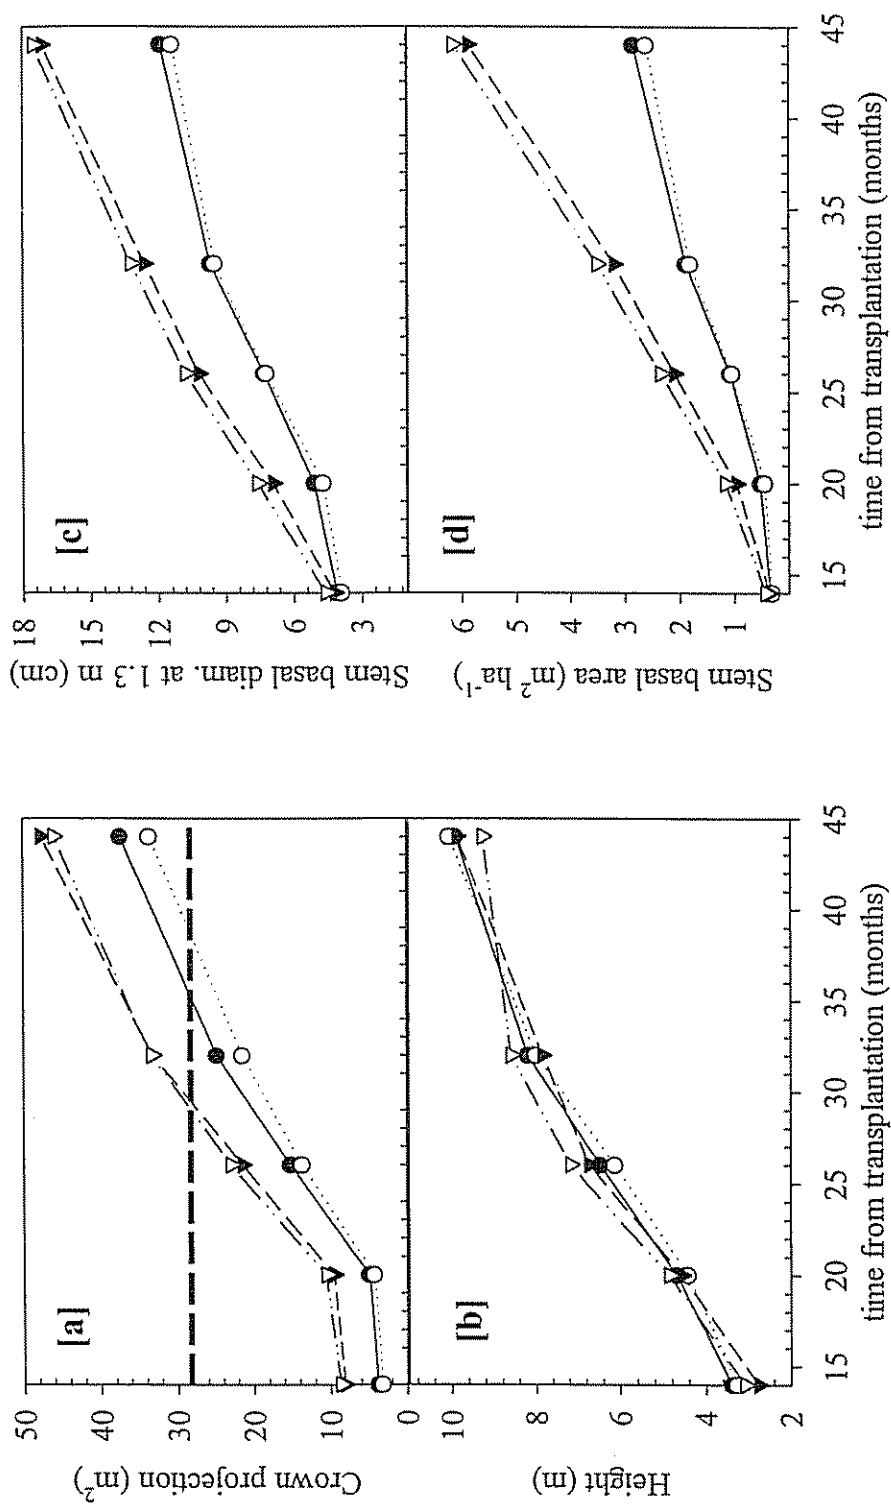 [a]
50
40
30
20
10
0
Crown projection (m²)
[b]
10
8
6
4
2
Height (m)
15 20 25 30 35 40 45
time from transplantation (months)
[c]
18
15
12
9
6
3
Stem basal diam. at 1.3 m (cm)
[d]
6
5
4
3
2
1
Stem basal area (m² ha⁻¹)
15 20 25 30 35 40 45
time from transplantation (months)